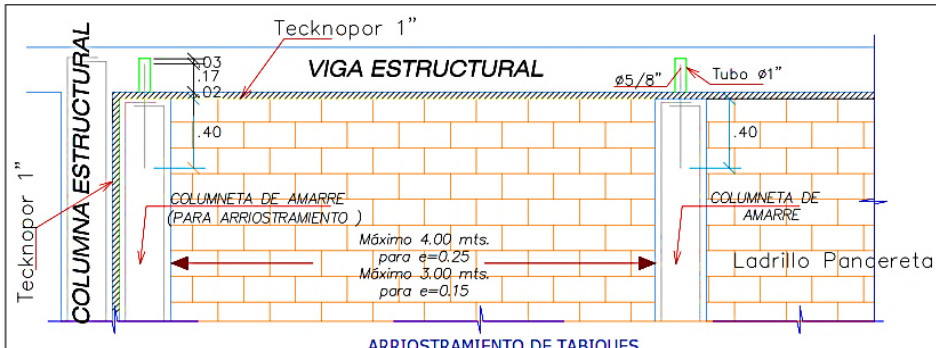 Tecknopor 1"
COLUMNA ESTRUCTURAL
VIGA ESTRUCTURAL
.03
.17
.02
.40
ø5/8"
Tubo ø1"
.40
Tecknopor 1"
COLUMNETA DE AMARRE
(PARA ARRIOSTRAMIENTO )
COLUMNETA DE
AMARRE
Máximo 4.00 mts.
para e=0.25
Máximo 3.00 mts.
para e=0.15
Ladrillo Pandereta
ARRIOSTRAMIENTO DE TABIQUES